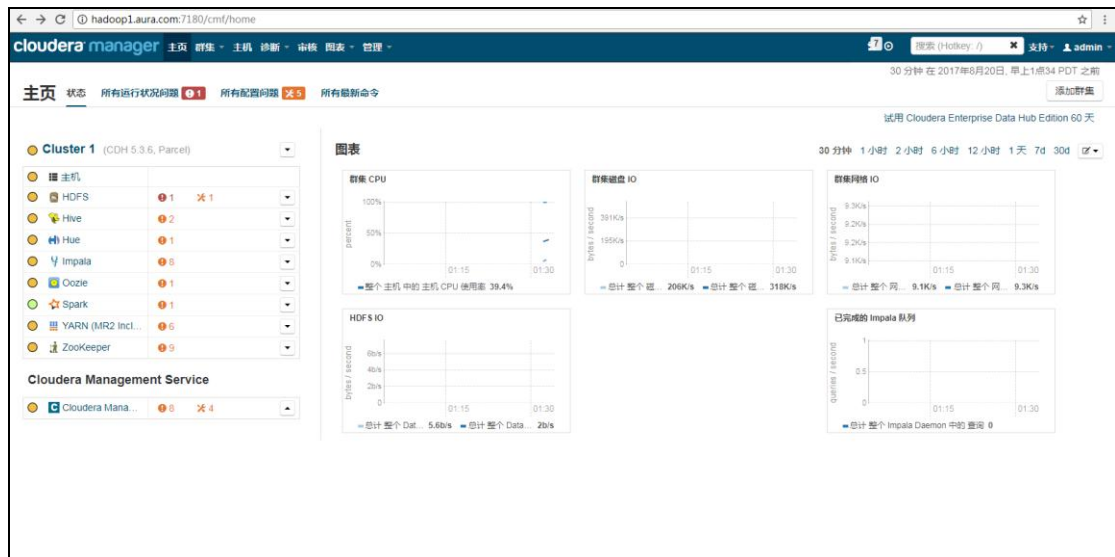 hadoop1.aura.com:7180/cmf/home
cloudera manager 主页 群集 主机 诊断 审核 图表 管理 7 搜索 (Hotkey: /) 支持 admin
30 分钟 在 2017年8月20日, 早上1点34 PDT 之前
主页 状态 所有运行状况问题 1 所有配置问题 5 所有最新命令 添加群集
试用 Cloudera Enterprise Data Hub Edition 60 天
Cluster 1 (CDH 5.3.6, Parcel)
主机
HDFS 1 1
Hive 2
Hue 1
Impala
Oozie 1
Spark 1
YARN (MR2 Incl... 6
ZooKeeper 9
Cloudera Management Service
Cloudera Mana... 4
图表 30 分钟 1 小时 2 小时 6 小时 12 小时 1 天 7d 30d
群集 CPU
percent
100%
50%
0%
01:15 01:30
整个 主机 中的 主机 CPU 使用率 39.4%
群集磁盘 IO
bytes / second
391K/s
195K/s
0
01:15 01:30
总计 整个 磁... 206K/s 总计 整个 磁... 318K/s
群集网络 IO
bytes / second
9.3K/s
9.2K/s
9.2K/s
9.1K/s
01:15 01:30
总计 整个 网... 9.1K/s 总计 整个 网... 9.3K/s
HDFS IO
bytes / second
6b/s
4b/s
2b/s
0
01:15 01:30
总计 整个 Dat... 5.6b/s 总计 整个 Data... 2b/s
已完成的 Impala 队列
queries / second
1
0.5
0
01:15 01:30
总计 整个 Impala Daemon 中的 查询 0